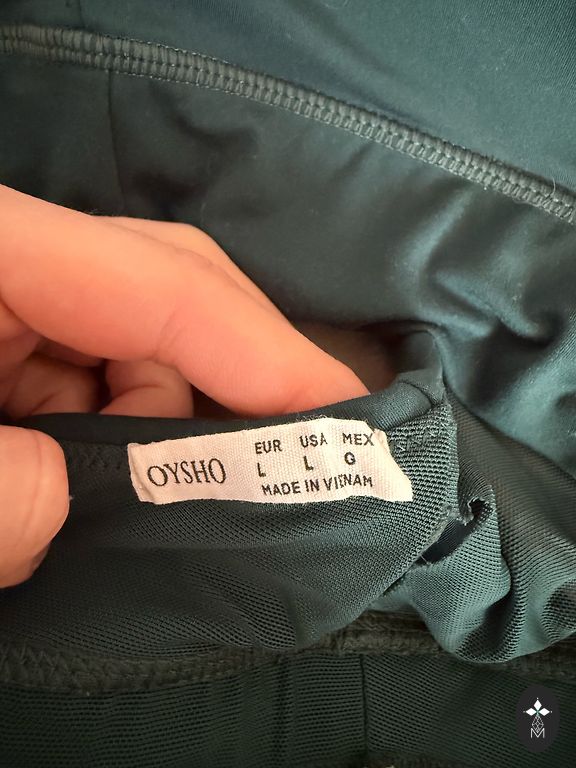 OYSHO
EUR USA MEX
L L G
MADE IN VIETNAM